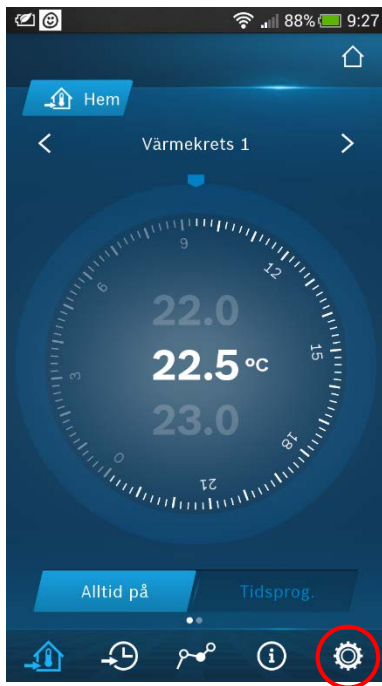 88% 9:27
Hem
Värmekrets 1
9
12
6
22.0
22.5 °C
15
3
23.0
18
0
21
Alltid på
Tidsprog.